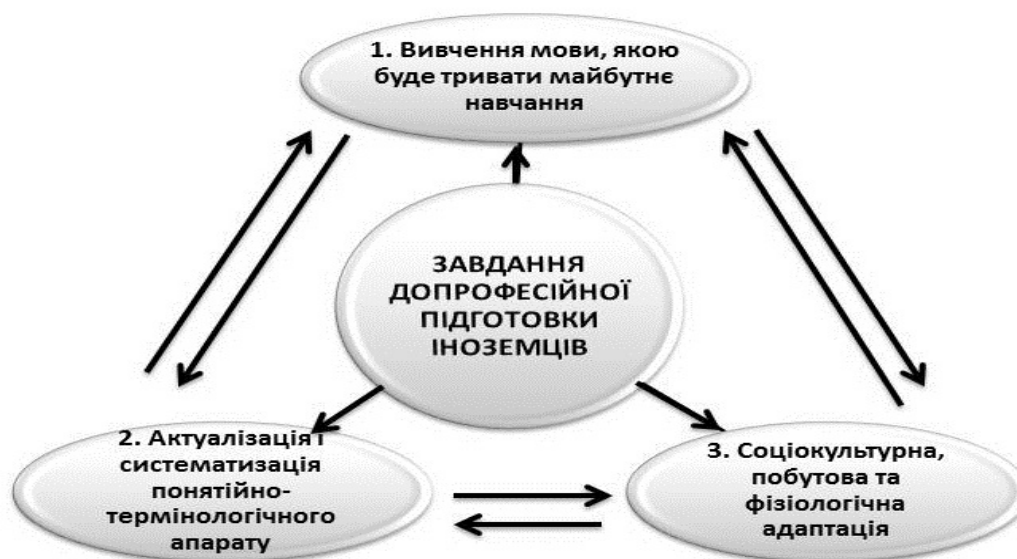 1. Вивчення мови, якою
буде тривати майбутнє
навчання
ЗАВДАННЯ
ДОПРОФЕСІЙНОЇ
ПІДГОТОВКИ
ІНОЗЕМЦІВ
2. Актуалізація і
систематизація
понятійно-
термінологічного
апарату
3. Соціокультурна,
побутова та
фізіологічна
адаптація